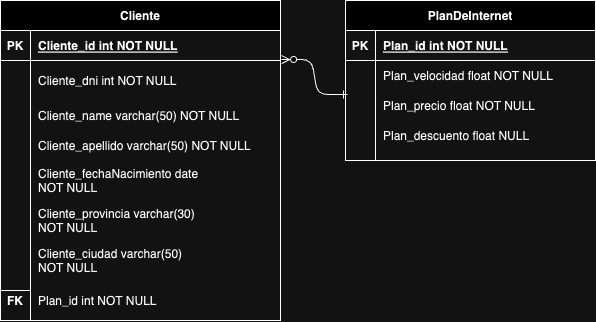 Cliente
PK Cliente_id int NOT NULL
Cliente_dni int NOT NULL
Cliente_name varchar(50) NOT NULL
Cliente_apellido varchar(50) NOT NULL
Cliente_fechaNacimiento date
NOT NULL
Cliente_provincia varchar(30)
NOT NULL
Cliente_ciudad varchar(50)
NOT NULL
FK Plan_id int NOT NULL
PlanDeInternet
PK Plan_id int NOT NULL
Plan_velocidad float NOT NULL
Plan_precio float NOT NULL
Plan_descuento float NULL